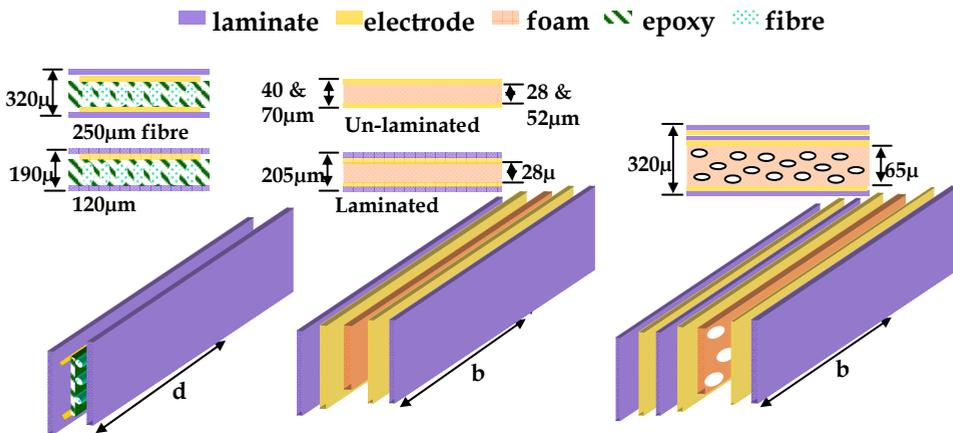 laminate electrode foam epoxy fibre
320μ
250μm fibre
190μ
120μm
40 &
70μm
28 &
52μm
Un-laminated
205μm
28μ
Laminated
320μ
65μ
d
b
b